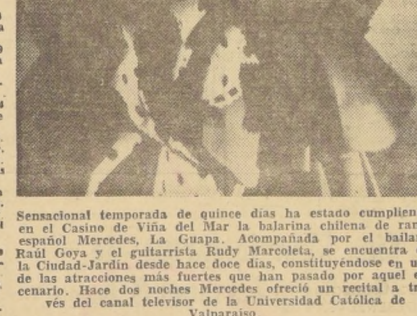 Sensacional temporada de quince días ha estado cumplien
en el Casino de Viña del Mar la balarina chilena de ran
español Mercedes, La Guapa. Acompañada por el bailar
Raúl Goya y el guitarrista Rudy Marcoleta, se encuentra
la Ciudad-Jardín desde hace doce días, constituyéndose en u
de las atracciones más fuertes que han pasado por aquel e
cenario. Hace dos noches Mercedes ofreció un recital a tr
vés del canal televisor de la Universidad Católica de
Valparaíso